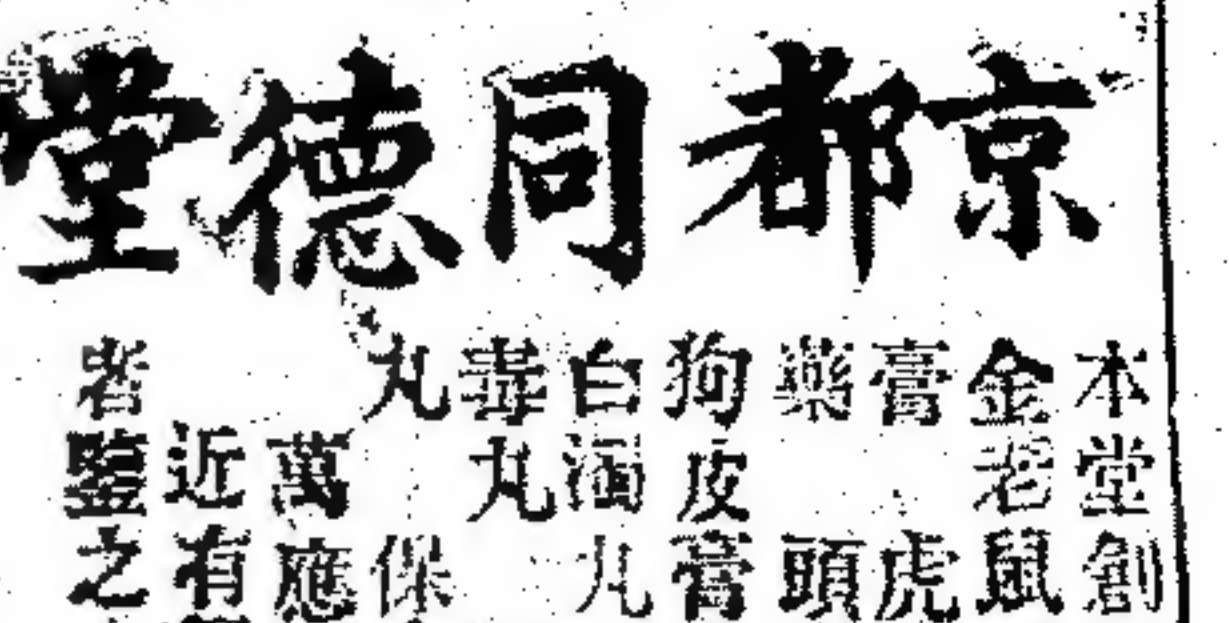 京都同德堂
本堂創
金老鼠
膏　虎
藥　頭
狗皮膏
白濁丸
毒丸
丸　保
萬應
近有
者鑒之